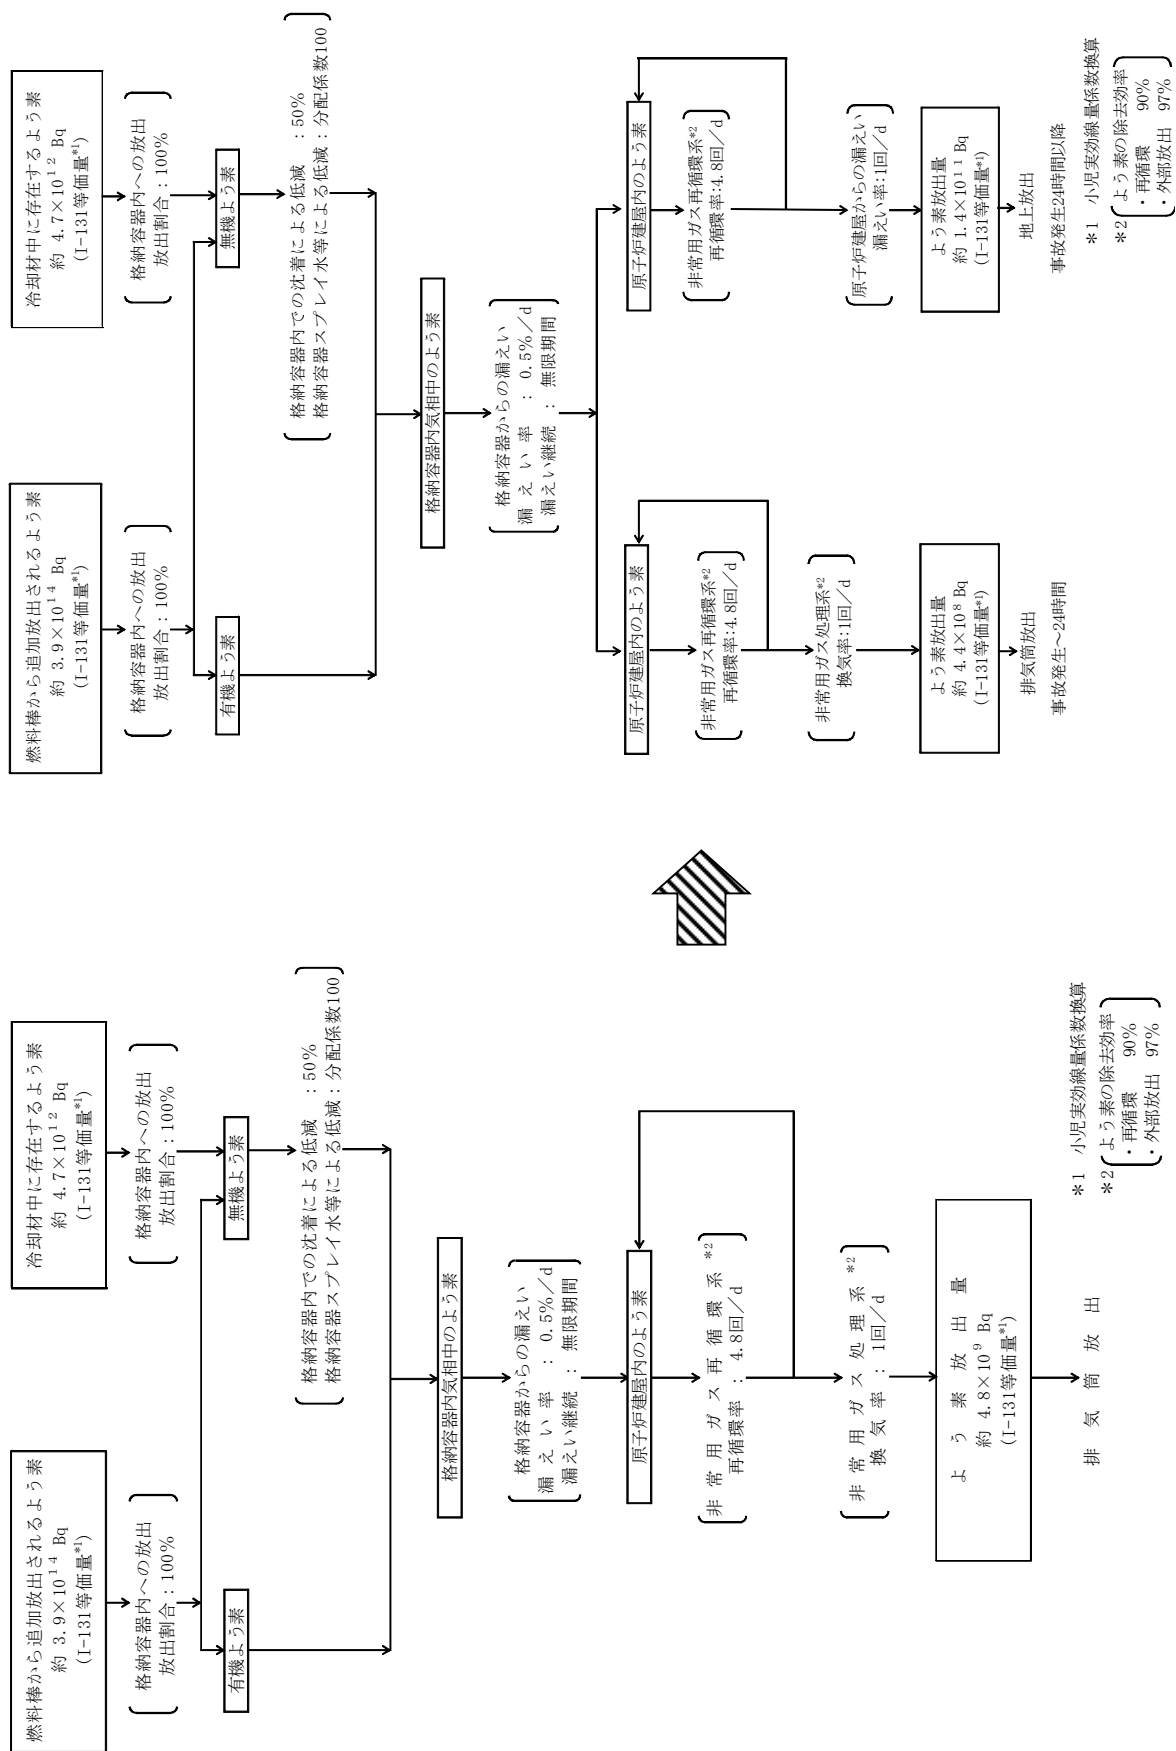 燃料棒から追加放出されるよう素
約 3.9×10¹⁴ Bq
(I-131等価量*1)
冷却材中に存在するよう素
約 4.7×10¹² Bq
(I-131等価量*1)
格納容器内への放出
放出割合：100%
格納容器内への放出
放出割合：100%
有機よう素
無機よう素
格納容器内での沈着による低減 ：50%
格納容器スプレイ水等による低減：分配係数100
格納容器内気相中のよう素
格納容器からの漏えい
漏えい率 ： 0.5%／d
漏えい継続 ： 無限期間
原子炉建屋内のよう素
非常用ガス再循環系*2
再循環率 ： 4.8回／d
非常用ガス処理系*2
換気率 ： 1回／d
よう素放出量
約 4.8×10⁹ Bq
(I-131等価量*1)
排気筒放出
*1 小児実効線量係数換算
*2 よう素の除去効率
・再循環 90%
・外部放出 97%
燃料棒から追加放出されるよう素
約 3.9×10¹⁴ Bq
(I-131等価量*1)
冷却材中に存在するよう素
約 4.7×10¹² Bq
(I-131等価量*1)
格納容器内への放出
放出割合：100%
格納容器内への放出
放出割合：100%
有機よう素
無機よう素
格納容器内での沈着による低減 ：50%
格納容器スプレイ水等による低減：分配係数100
格納容器内気相中のよう素
格納容器からの漏えい
漏えい率 ： 0.5%／d
漏えい継続 ： 無限期間
原子炉建屋内のよう素
非常用ガス再循環系*2
再循環率：4.8回／d
非常用ガス処理系*2
換気率：1回／d
よう素放出量
約 4.4×10⁸ Bq
(I-131等価量*1)
排気筒放出
事故発生～24時間
原子炉建屋内のよう素
非常用ガス再循環系*2
再循環率：4.8回／d
原子炉建屋からの漏えい
漏えい率：1回／d
よう素放出量
約 1.4×10¹¹ Bq
(I-131等価量*1)
地上放出
事故発生24時間以降
*1 小児実効線量係数換算
*2 よう素の除去効率
・再循環 90%
・外部放出 97%